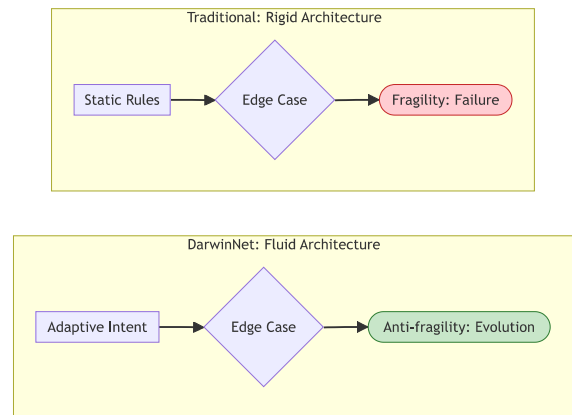 Traditional: Rigid Architecture
Static Rules
Edge Case
Fragility: Failure
DarwinNet: Fluid Architecture
Adaptive Intent
Edge Case
Anti-fragility: Evolution